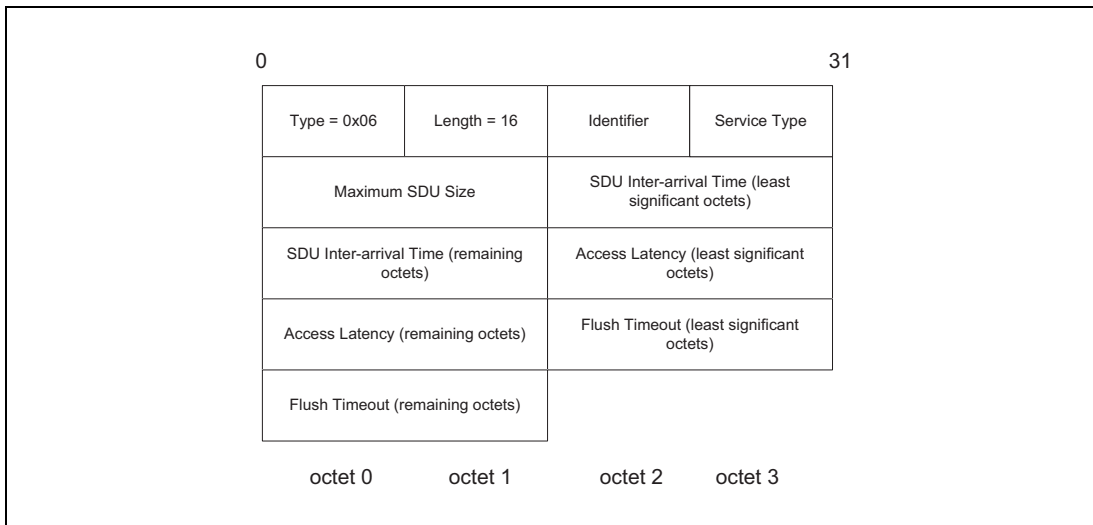 0 31
Type = 0x06 Length = 16 Identifier Service Type
Maximum SDU Size
SDU Inter-arrival Time (least
significant octets)
SDU Inter-arrival Time (remaining
octets)
Access Latency (least significant
octets)
Access Latency (remaining octets)
Flush Timeout (least significant
octets)
Flush Timeout (remaining octets)
octet 0 octet 1 octet 2 octet 3